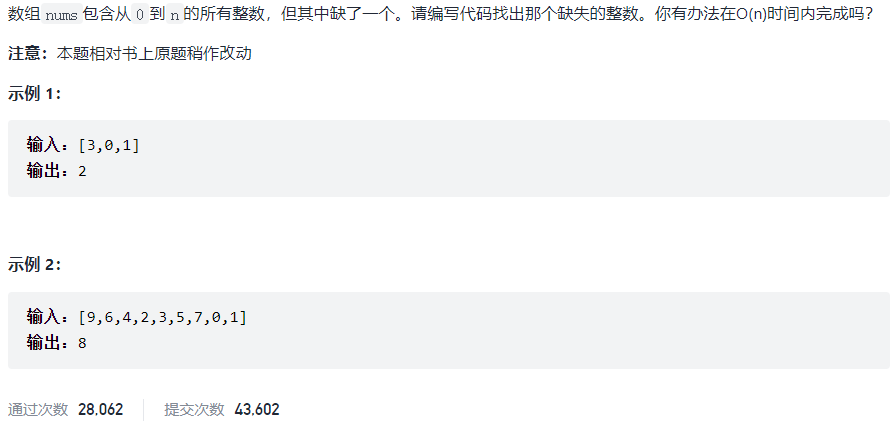 数组nums包含从0到n的所有整数，但其中缺了一个。请编写代码找出那个缺失的整数。你有办法在O(n)时间内完成吗？
注意：本题相对书上原题稍作改动
示例 1：
输入：[3,0,1]
输出：2
示例 2：
输入：[9,6,4,2,3,5,7,0,1]
输出：8
通过次数 28,062 提交次数 43,602